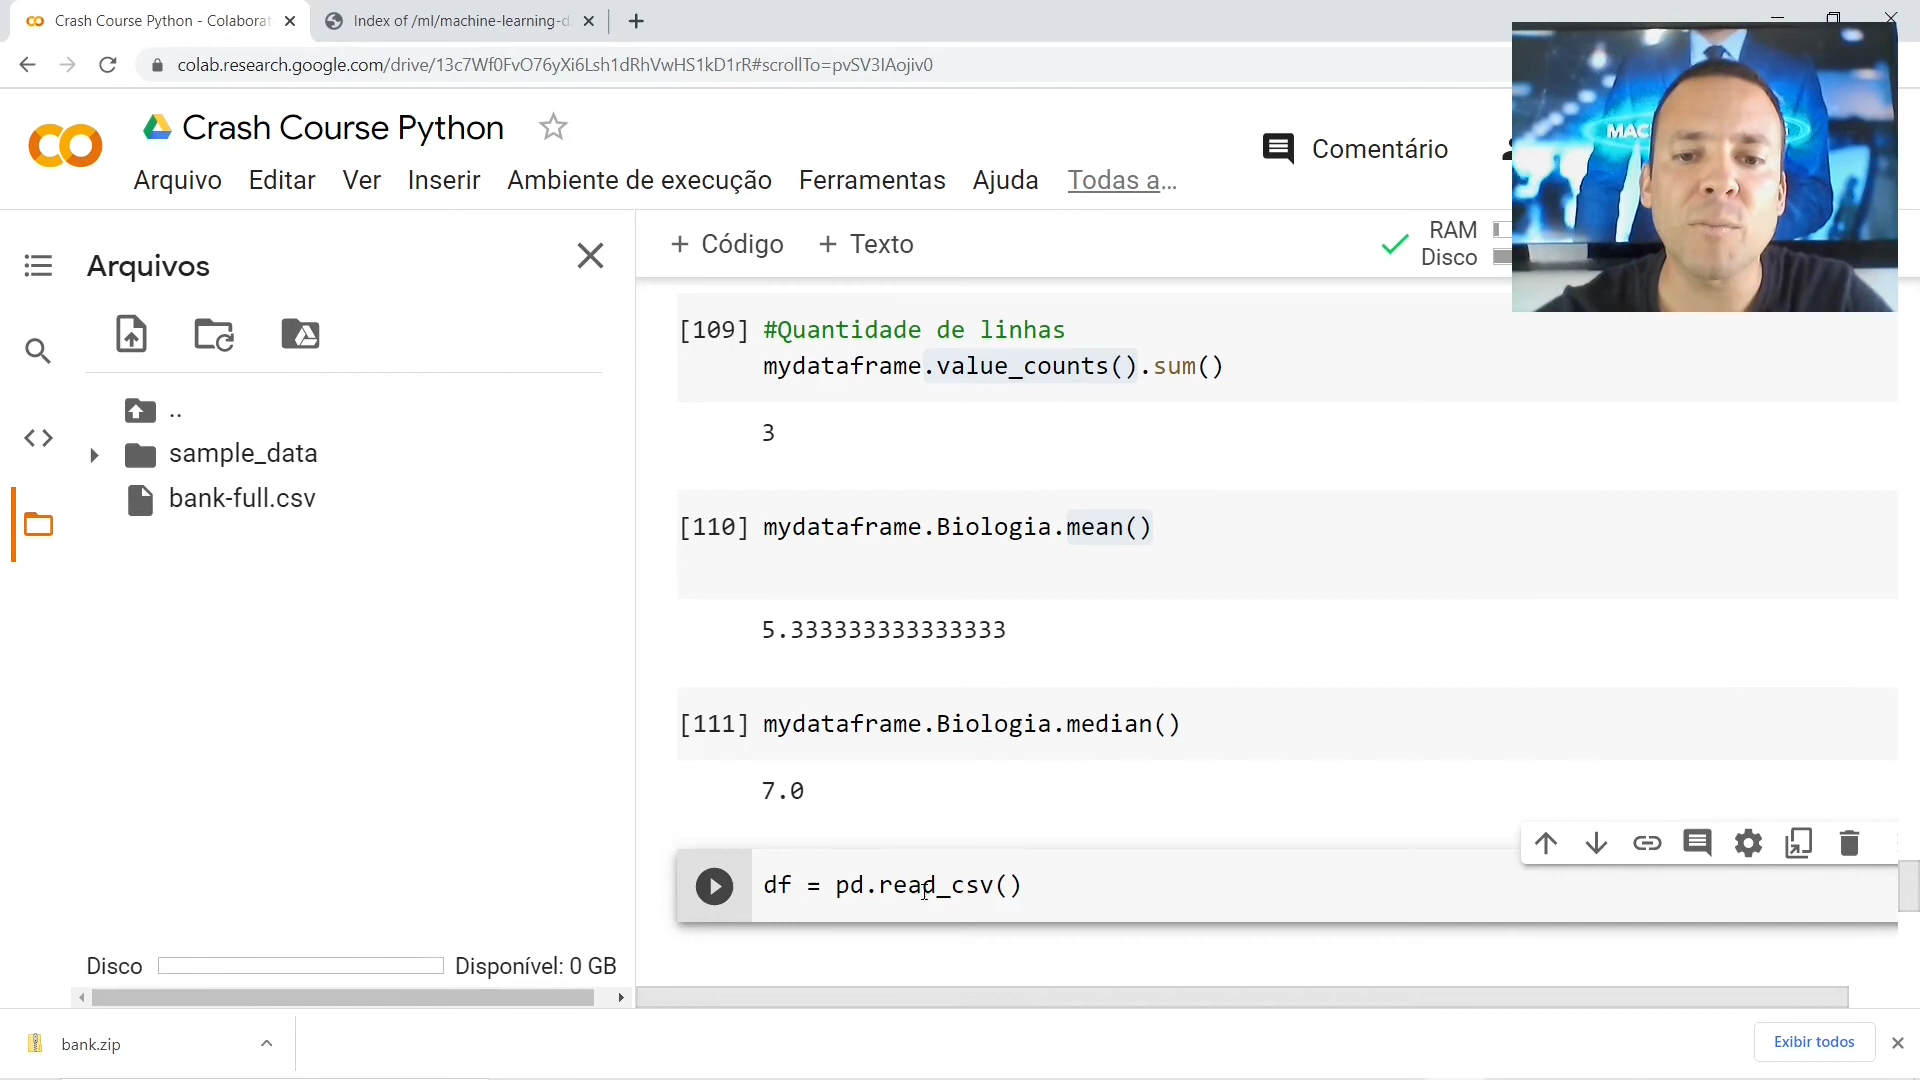 Crash Course Python - Colaborat
Index of /ml/machine-learning-d
colab.research.google.com/drive/13c7Wf0FvO76yXi6Lsh1dRhVwHS1kD1rR#scrollTo=pvSV3IAojiv0
Crash Course Python
Comentário
Arquivo Editar Ver Inserir Ambiente de execução Ferramentas Ajuda Todas a...
MAC
Arquivos
+ Código + Texto
RAM
Disco
..
sample_data
bank-full.csv
[109] #Quantidade de linhas
mydataframe.value_counts().sum()
3
[110] mydataframe.Biologia.mean()
5.333333333333333
[111] mydataframe.Biologia.median()
7.0
df = pd.read_csv()
Disco Disponível: 0 GB
bank.zip
Exibir todos